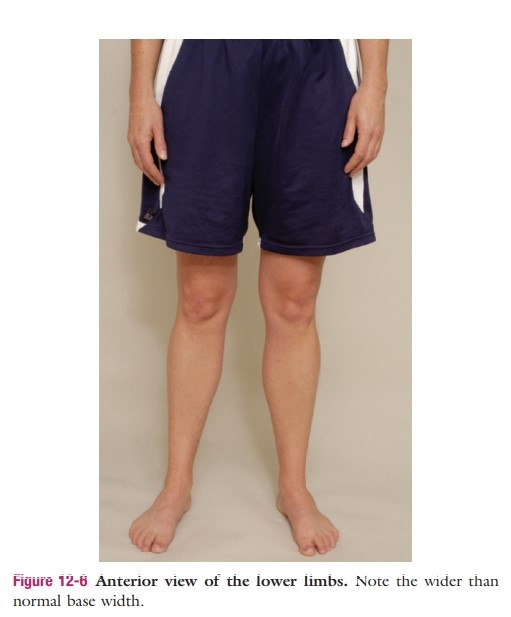 Figure 12-6 Anterior view of the lower limbs. Note the wider than
normal base width.